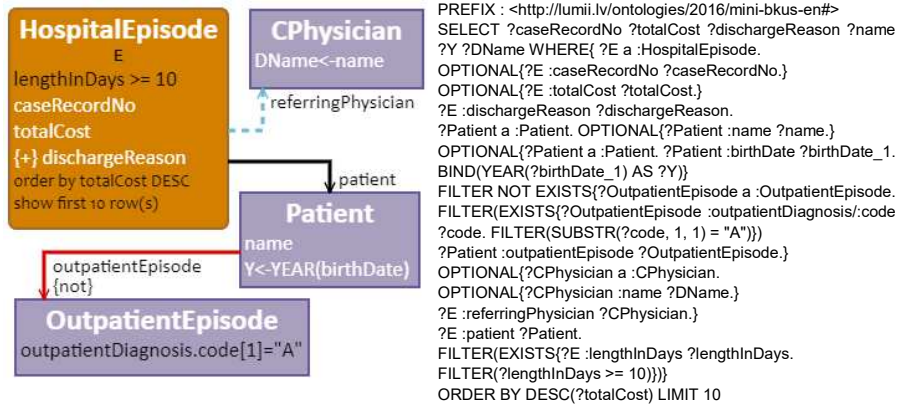 HospitalEpisode
E
lengthInDays >= 10
caseRecordNo
totalCost
{+} dischargeReason
order by totalCost DESC
show first 10 row(s)
CPhysician
DName<-name
referringPhysician
patient
Patient
name
Y<-YEAR(birthDate)
outpatientEpisode
{not}
OutpatientEpisode
outpatientDiagnosis.code[1]="A"
PREFIX : <http://lumii.lv/ontologies/2016/mini-bkus-en#>
SELECT ?caseRecordNo ?totalCost ?dischargeReason ?name
?Y ?DName WHERE{ ?E a :HospitalEpisode.
OPTIONAL{?E :caseRecordNo ?caseRecordNo.}
OPTIONAL{?E :totalCost ?totalCost.}
?E :dischargeReason ?dischargeReason.
?Patient a :Patient. OPTIONAL{?Patient :name ?name.}
OPTIONAL{?Patient a :Patient. ?Patient :birthDate ?birthDate_1.
BIND(YEAR(?birthDate_1) AS ?Y)}
FILTER NOT EXISTS{?OutpatientEpisode a :OutpatientEpisode.
FILTER(EXISTS{?OutpatientEpisode :outpatientDiagnosis/:code
?code. FILTER(SUBSTR(?code, 1, 1) = "A")})
?Patient :outpatientEpisode ?OutpatientEpisode.}
OPTIONAL{?CPhysician a :CPhysician.
OPTIONAL{?CPhysician :name ?DName.}
?E :referringPhysician ?CPhysician.}
?E :patient ?Patient.
FILTER(EXISTS{?E :lengthInDays ?lengthInDays.
FILTER(?lengthInDays >= 10)})}
ORDER BY DESC(?totalCost) LIMIT 10